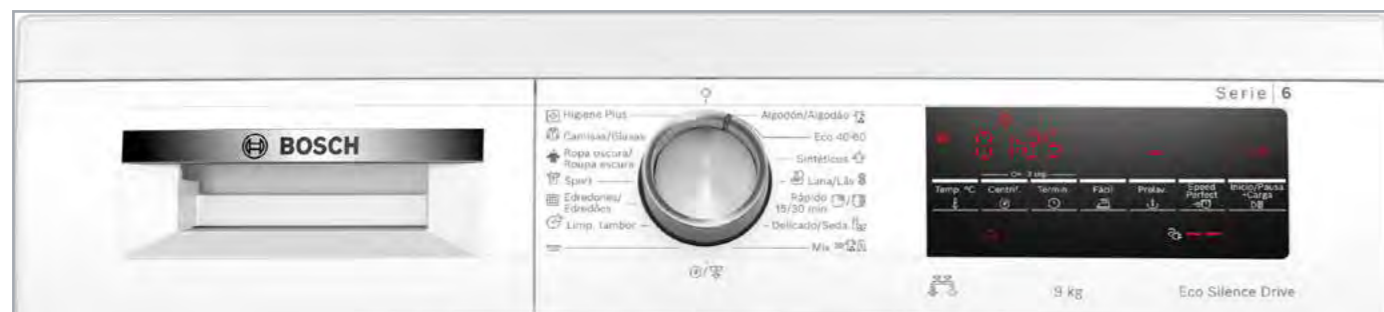 Serie 6
BOSCH
Higiene Plus
Camisas/Blusas
Ropa oscura/
Roupa escura
Sport
Edredones/
Edredões
Limp. tambor
Algodón/Algodão
Eco 40-60
Sintéticos
Lana/Lãs
Rápido
15/30 min
Delicado/Seda
Mix
Temp. °C
Centrif.
Termin.
Fácil
Prelav.
Speed
Perfect
Inicio/Pausa
+Carga
9 kg
Eco Silence Drive